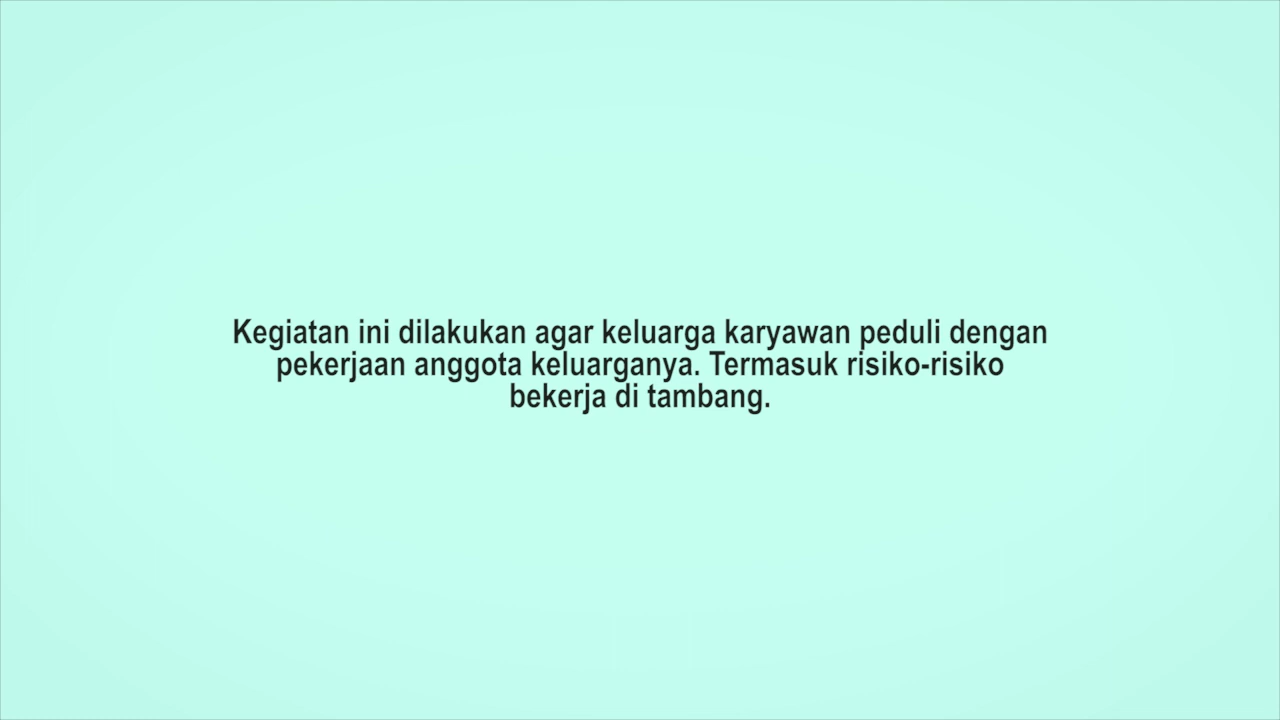 Kegiatan ini dilakukan agar keluarga karyawan peduli dengan
pekerjaan anggota keluarganya. Termasuk risiko-risiko
bekerja di tambang.